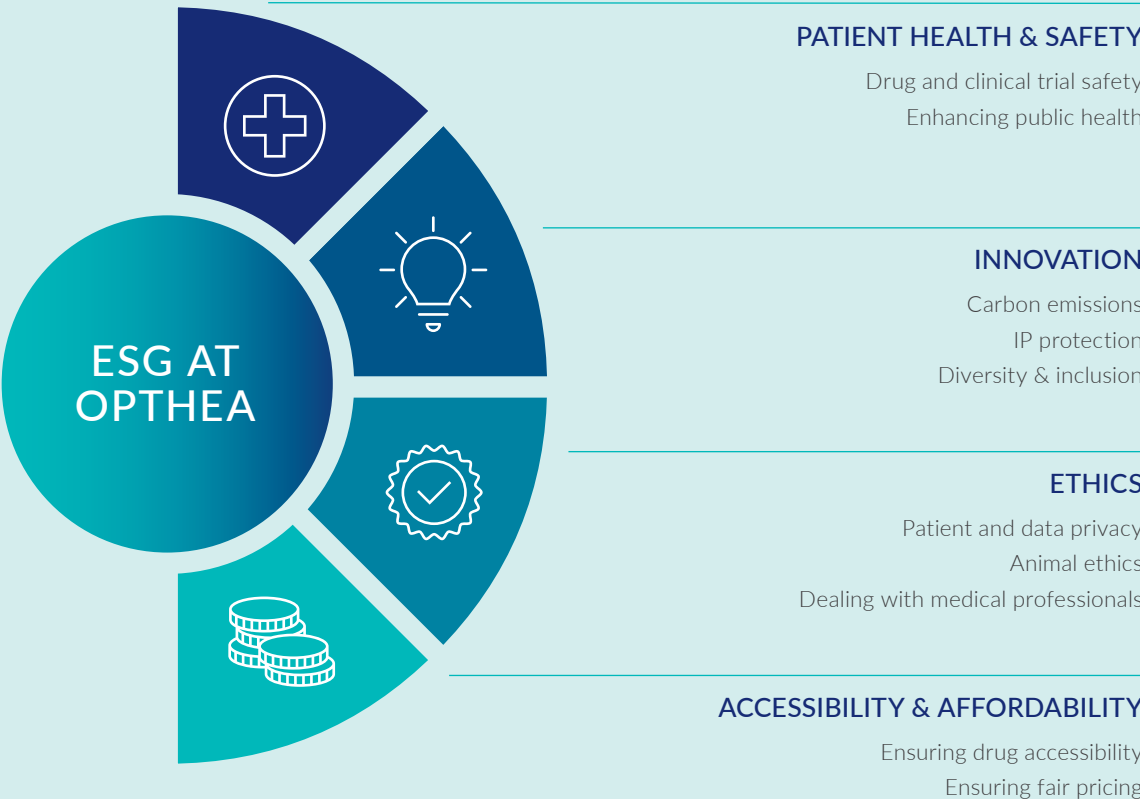 ESG AT
OPTHEA
PATIENT HEALTH & SAFETY
Drug and clinical trial safety
Enhancing public health
INNOVATION
Carbon emissions
IP protection
Diversity & inclusion
ETHICS
Patient and data privacy
Animal ethics
Dealing with medical professionals
ACCESSIBILITY & AFFORDABILITY
Ensuring drug accessibility
Ensuring fair pricing